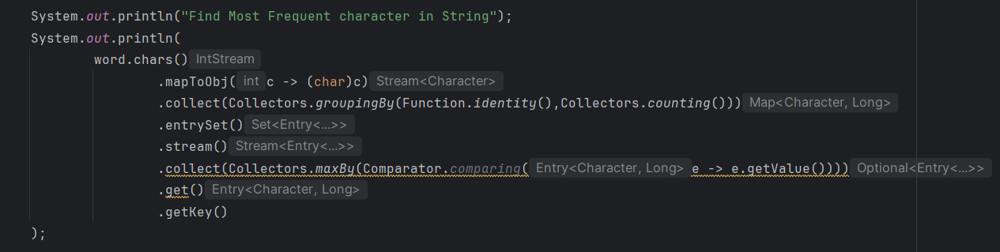 System.out.println("Find Most Frequent character in String");
System.out.println(
word.chars() IntStream
.mapToObj( int c -> (char)c) Stream<Character>
.collect(Collectors.groupingBy(Function.identity(),Collectors.counting())) Map<Character, Long>
.entrySet() Set<Entry<...>>
.stream() Stream<Entry<...>>
.collect(Collectors.maxBy(Comparator.comparing( Entry<Character, Long> e -> e.getValue()))) Optional<Entry<...>>
.get() Entry<Character, Long>
.getKey()
);